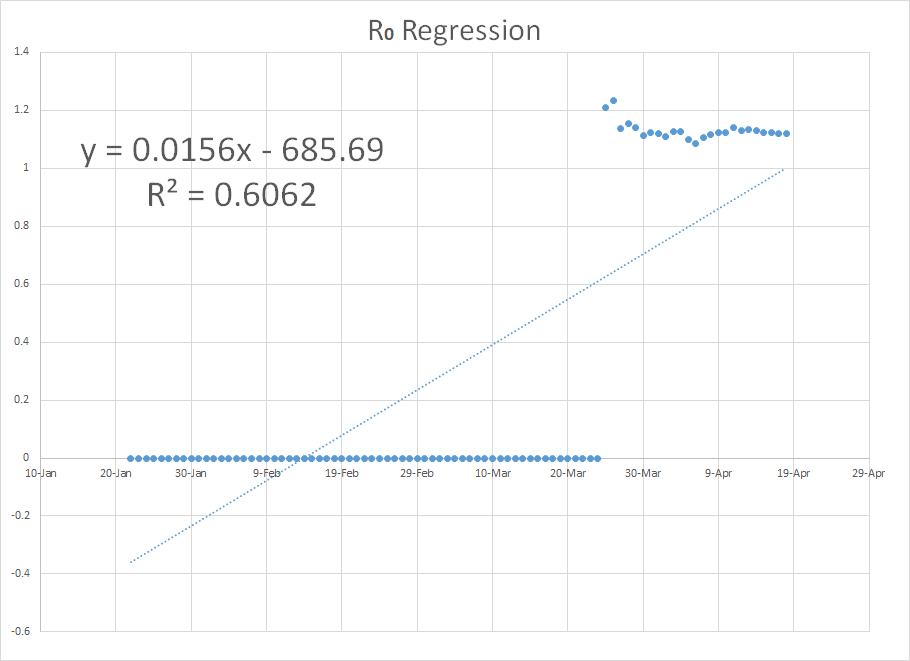 R₀ Regression
1.4
1.2
y = 0.0156x - 685.69
1
R² = 0.6062
0.8
0.6
0.4
0.2
0
10-Jan 20-Jan 30-Jan 9-Feb 19-Feb 29-Feb 10-Mar 20-Mar 30-Mar 9-Apr 19-Apr 29-Apr
-0.2
-0.4
-0.6